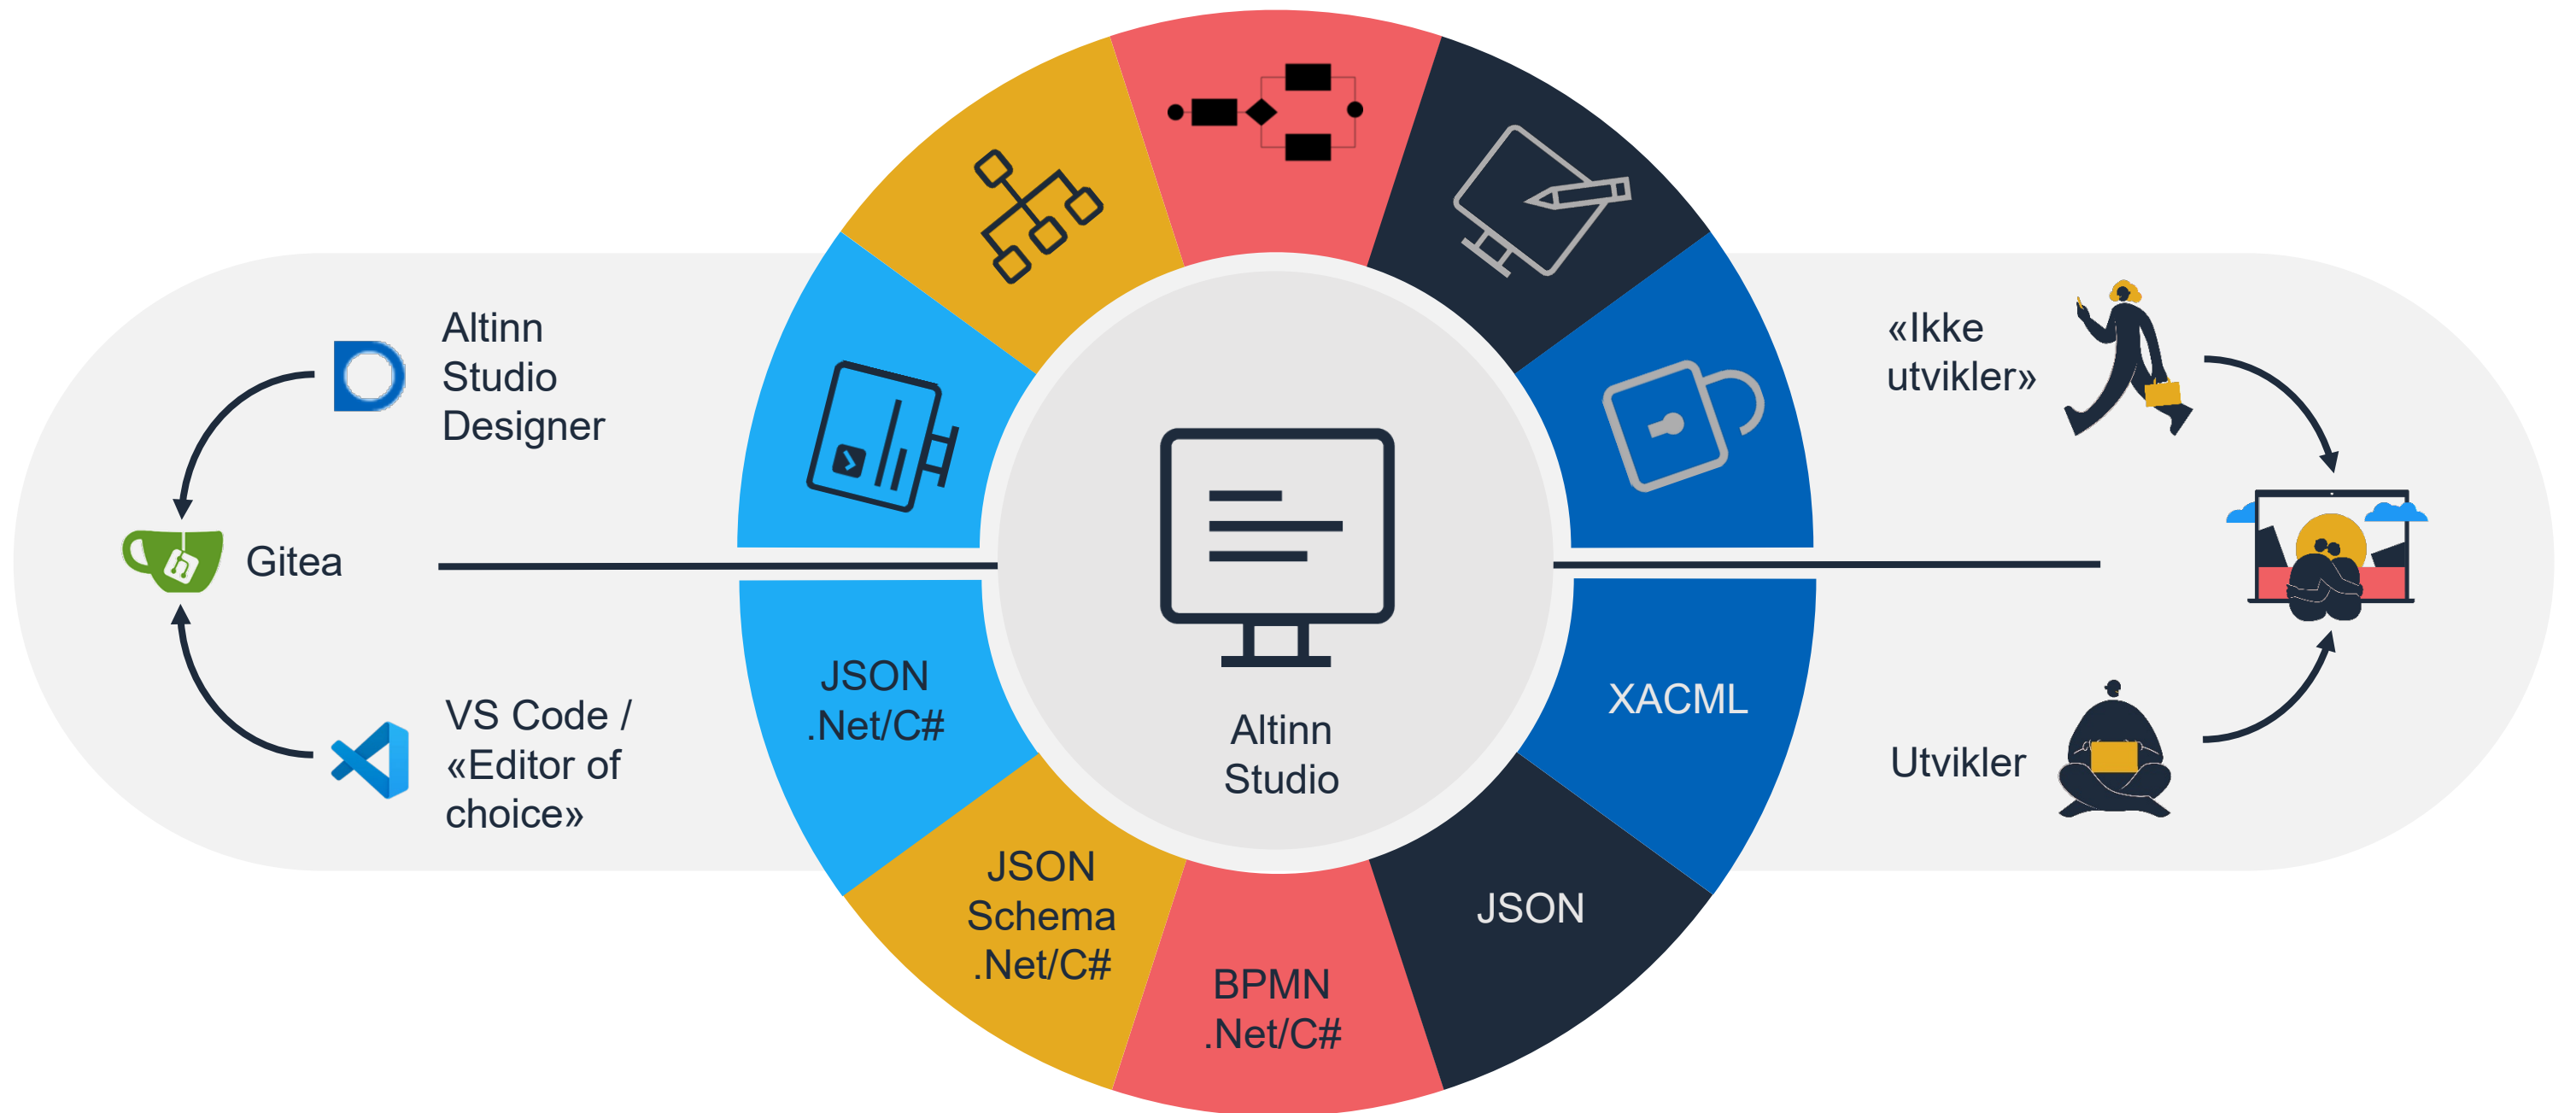 Altinn
Studio
Designer
Gitea
VS Code /
«Editor of
choice»
JSON
.Net/C#
JSON
Schema
.Net/C#
BPMN
.Net/C#
JSON
XACML
Altinn
Studio
«Ikke
utvikler»
Utvikler